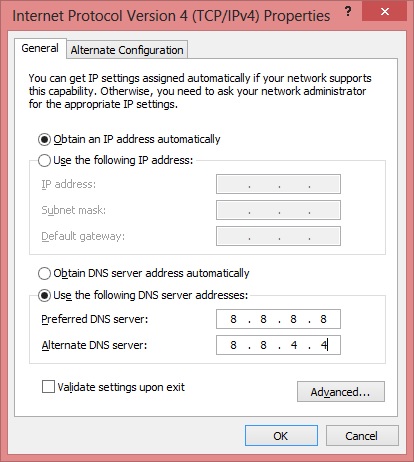 Internet Protocol Version 4 (TCP/IPv4) Properties ? ×
General Alternate Configuration
You can get IP settings assigned automatically if your network supports
this capability. Otherwise, you need to ask your network administrator
for the appropriate IP settings.
Obtain an IP address automatically
Use the following IP address:
IP address: . . .
Subnet mask: . . .
Default gateway: . . .
Obtain DNS server address automatically
Use the following DNS server addresses:
Preferred DNS server: 8 . 8 . 8 . 8
Alternate DNS server: 8 . 8 . 4 . 4
Validate settings upon exit
Advanced...
OK Cancel